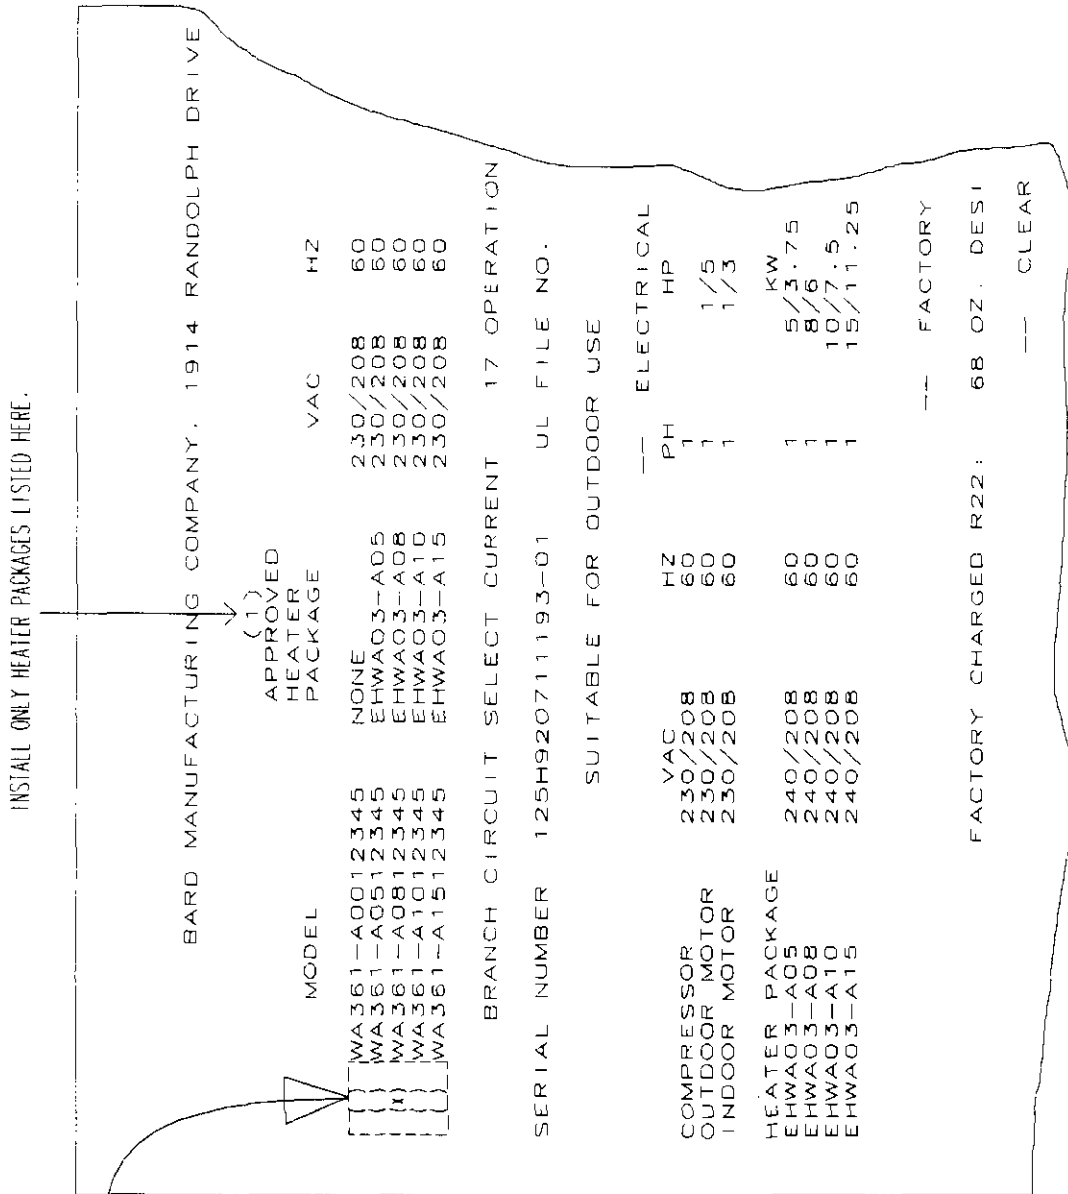 INSTALL ONLY HEATER PACKAGES LISTED HERE.
BARD MANUFACTURING COMPANY. 1914 RANDOLPH DRIVE
(1)
APPROVED
HEATER
MODEL PACKAGE VAC HZ
( ) WA361-A0012345 NONE 230/208 60
( ) WA361-A0512345 EHWA03-A05 230/208 60
(x) WA361-A0812345 EHWA03-A08 230/208 60
( ) WA361-A1012345 EHWA03-A10 230/208 60
( ) WA361-A1512345 EHWA03-A15 230/208 60
BRANCH CIRCUIT SELECT CURRENT 17 OPERATION
SERIAL NUMBER 125H920711193-01 UL FILE NO.
SUITABLE FOR OUTDOOR USE
-- ELECTRICAL
VAC HZ PH HP
COMPRESSOR 230/208 60 1
OUTDOOR MOTOR 230/208 60 1 1/5
INDOOR MOTOR 230/208 60 1 1/3
HEATER PACKAGE KW
EHWA03-A05 240/208 60 1 5/3.75
EHWA03-A08 240/208 60 1 8/6
EHWA03-A10 240/208 60 1 10/7.5
EHWA03-A15 240/208 60 1 15/11.25
-- FACTORY
FACTORY CHARGED R22: 68 OZ. DESI
-- CLEAR